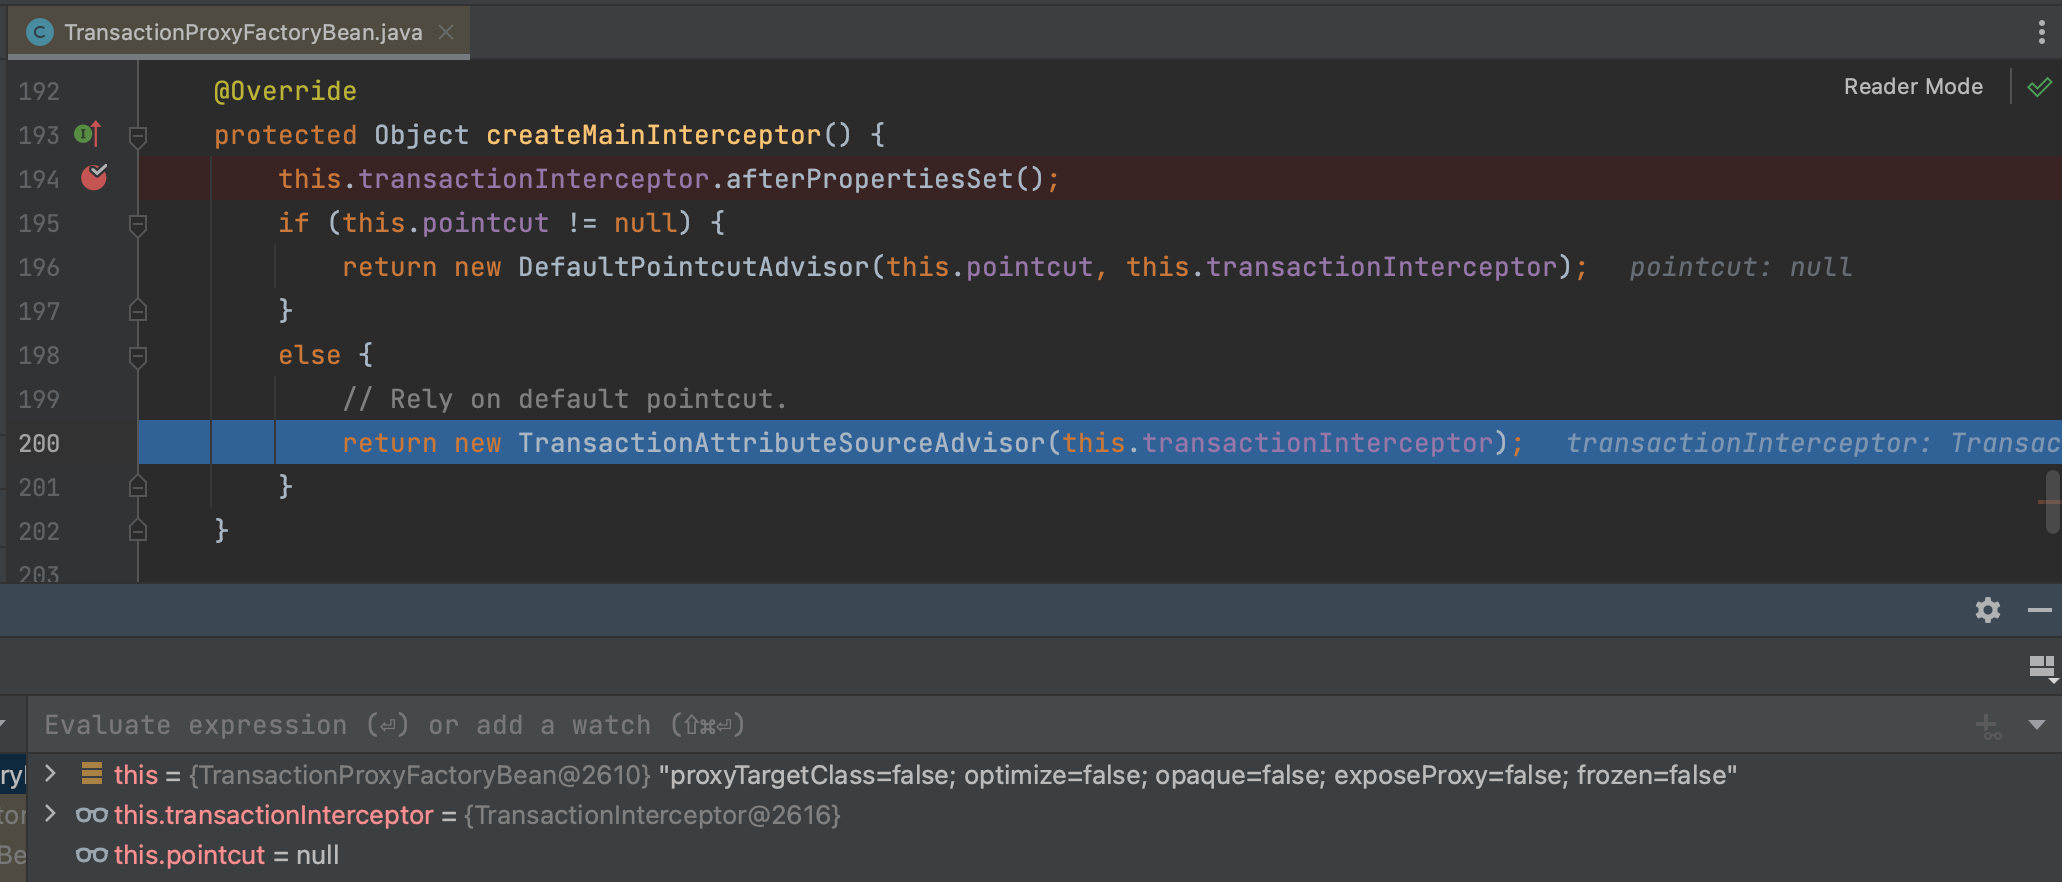 C TransactionProxyFactoryBean.java
Reader Mode
192 @Override
193 I protected Object createMainInterceptor() {
194 this.transactionInterceptor.afterPropertiesSet();
195 if (this.pointcut != null) {
196 return new DefaultPointcutAdvisor(this.pointcut, this.transactionInterceptor); pointcut: null
197 }
198 else {
199 // Rely on default pointcut.
200 return new TransactionAttributeSourceAdvisor(this.transactionInterceptor); transactionInterceptor: Transac
201 }
202 }
203
Evaluate expression (⏎) or add a watch (⇧⌘⏎)
this = {TransactionProxyFactoryBean@2610} "proxyTargetClass=false; optimize=false; opaque=false; exposeProxy=false; frozen=false"
this.transactionInterceptor = {TransactionInterceptor@2616}
this.pointcut = null